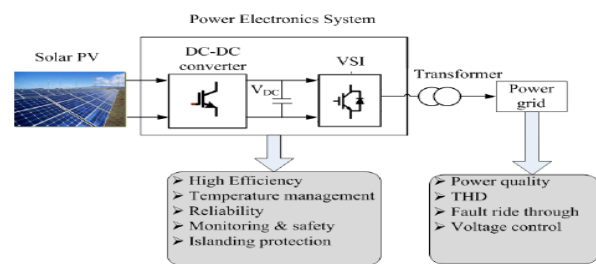 Power Electronics System
Solar PV
DC-DC
converter
VDC
VSI
Transformer
Power
grid
➢ High Efficiency
➢ Temperature management
➢ Reliability
➢ Monitoring & safety
➢ Islanding protection
➢ Power quality
➢ THD
➢ Fault ride through
➢ Voltage control